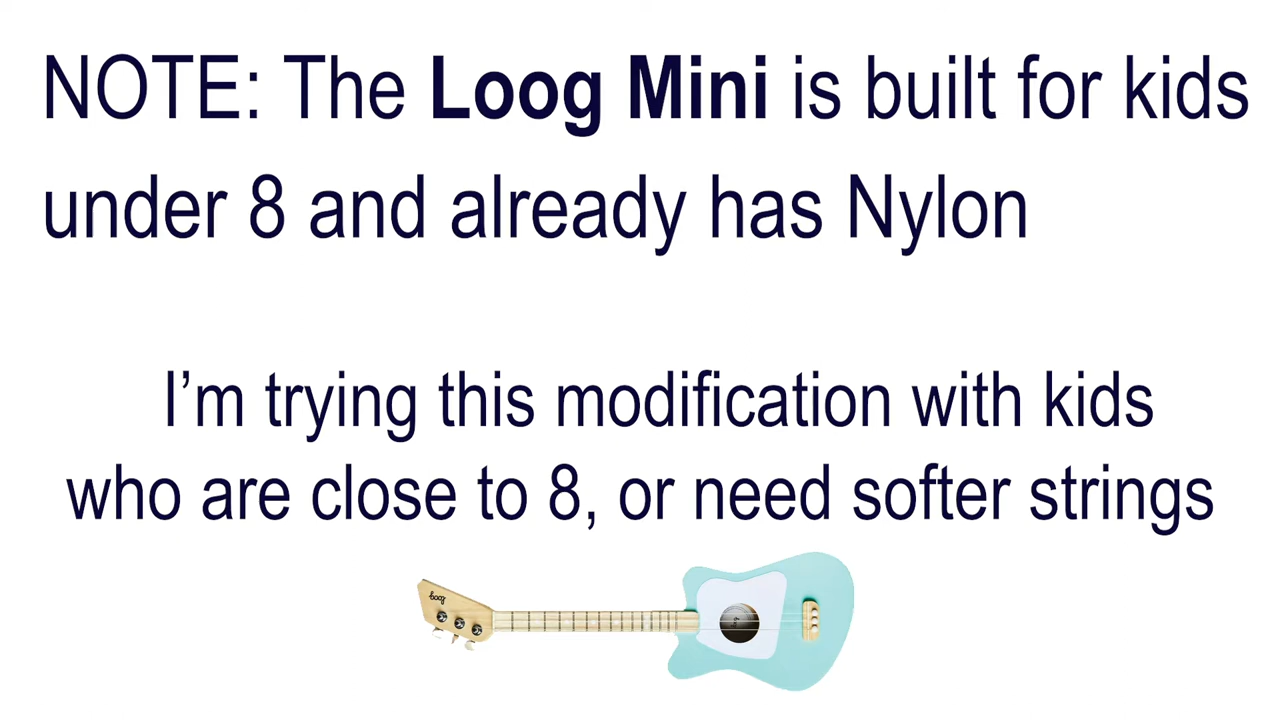 NOTE: The Loog Mini is built for kids
under 8 and already has Nylon
I’m trying this modification with kids
who are close to 8, or need softer strings
loog